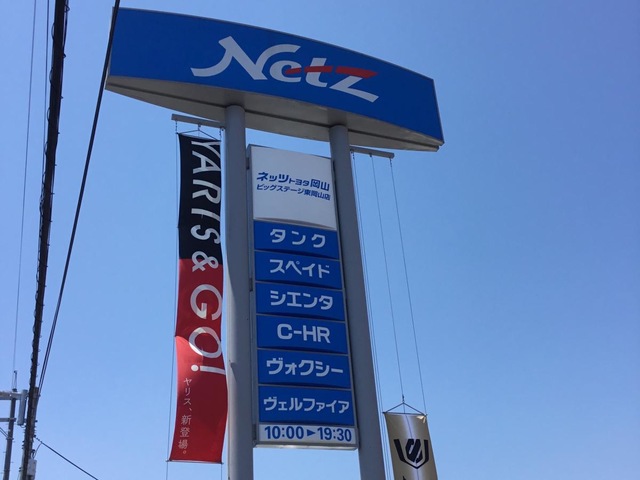 Netz
ネッツトヨタ岡山
ビッグステージ東岡山店
タンク
スペイド
シエンタ
C-HR
ヴォクシー
ヴェルファイア
10:00▶19:30
YARIS & GO!
ヤリス、新登場。